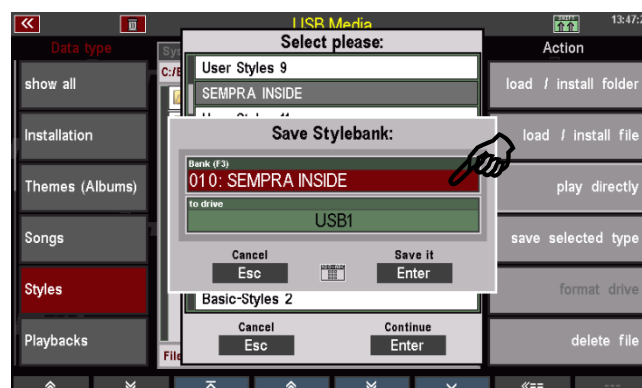 USB Media
13:47:2
Data type
Select please:
Action
Sys
C:/E
show all
User Styles 9
load / install folder
SEMPRA INSIDE
Installation
Save Stylebank:
load / install file
Bank (F3)
010: SEMPRA INSIDE
Themes (Albums)
play directly
to drive
USB1
Songs
save selected type
Cancel
Save it
Esc
Enter
Styles
Basic-Styles 2
format drive
Cancel
Continue
Playbacks
Esc
Enter
delete file
File